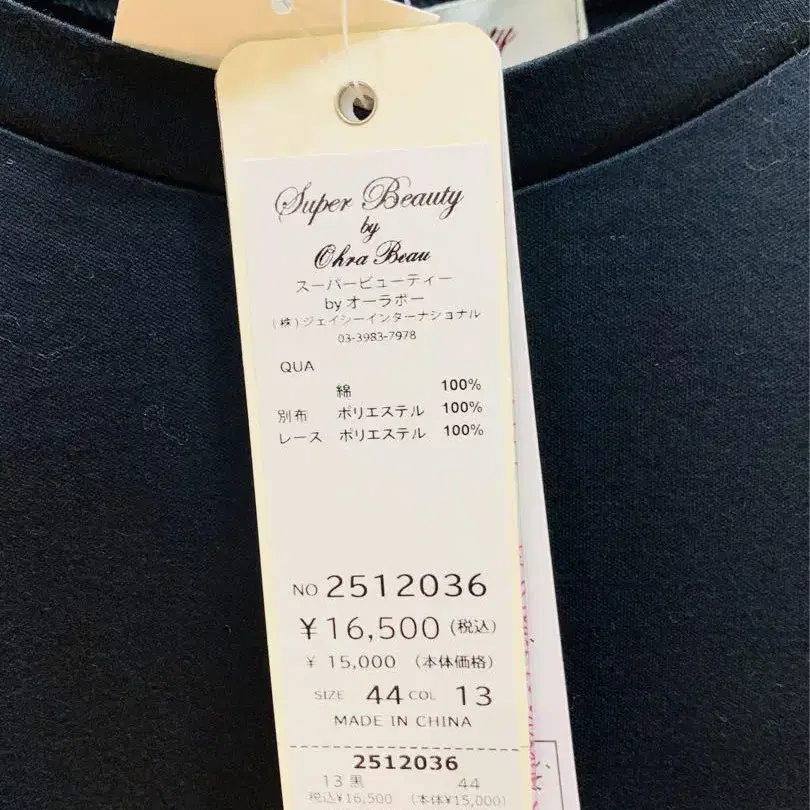 Super Beauty
by
Ohra Beau
スーパービューティー
by オーラボー
(株)ジェイシーインターナショナル
03-3983-7978
QUA
綿 100%
別布 ポリエステル 100%
レース ポリエステル 100%
NO 2512036
¥16,500 (税込)
¥ 15,000 (本体価格)
SIZE 44 COL 13
MADE IN CHINA
2512036
13 黒 44
税込¥16,500 (本体¥15,000)